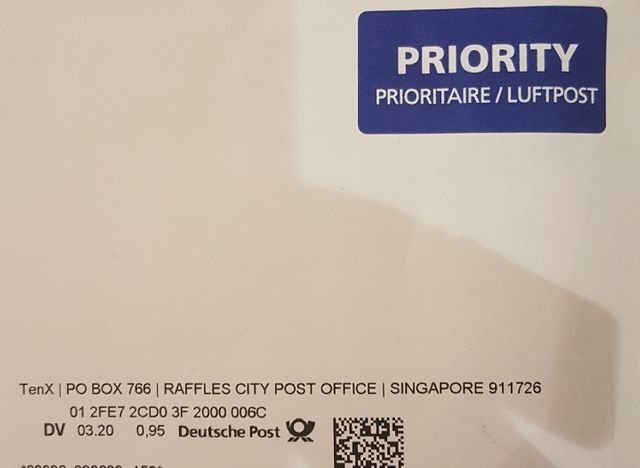 PRIORITY
PRIORITAIRE / LUFTPOST
TenX | PO BOX 766 | RAFFLES CITY POST OFFICE | SINGAPORE 911726
01 2FE7 2CD0 3F 2000 006C
DV 03.20 0,95 Deutsche Post